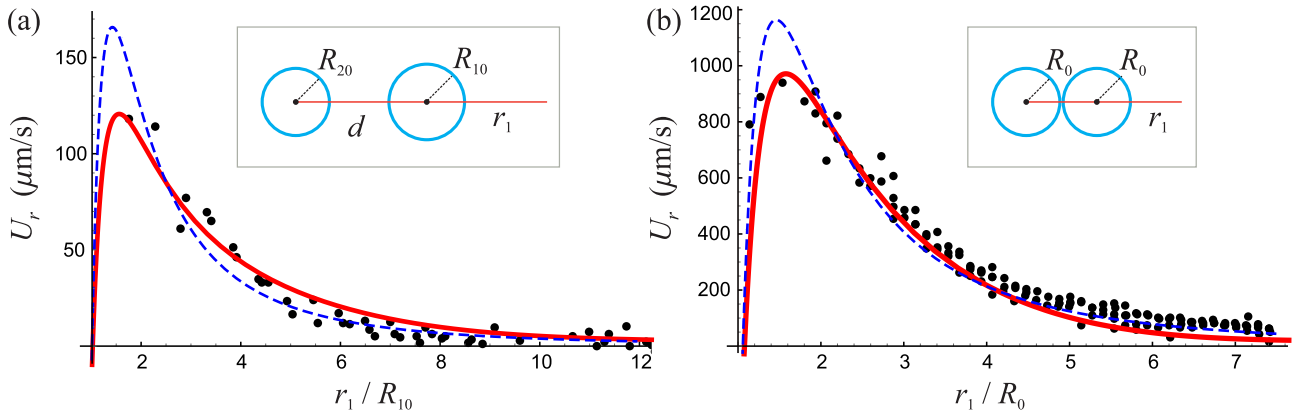 (a)
150
100
50
U_r (μm/s)
R_20
R_10
d
r_1
2 4 6 8 10 12
r_1 / R_10
(b)
1200
1000
800
600
400
200
U_r (μm/s)
R_0
R_0
r_1
2 3 4 5 6 7
r_1 / R_0